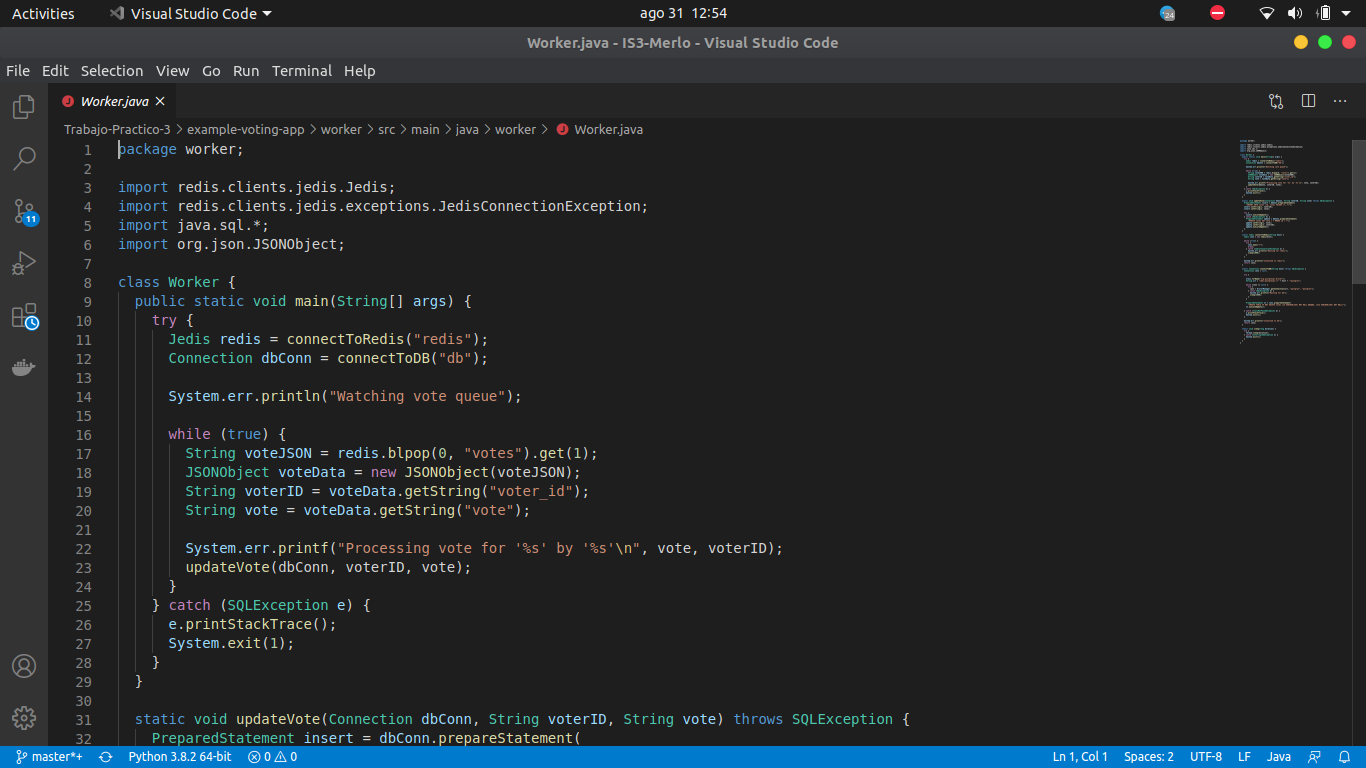 Activities
Visual Studio Code
ago 31 12:54
24
Worker.java - IS3-Merlo - Visual Studio Code
File Edit Selection View Go Run Terminal Help
J Worker.java
Trabajo-Practico-3 > example-voting-app > worker > src > main > java > worker > J Worker.java
11
1 package worker;
2
3 import redis.clients.jedis.Jedis;
4 import redis.clients.jedis.exceptions.JedisConnectionException;
5 import java.sql.*;
6 import org.json.JSONObject;
7
8 class Worker {
9 public static void main(String[] args) {
10 try {
11 Jedis redis = connectToRedis("redis");
12 Connection dbConn = connectToDB("db");
13
14 System.err.println("Watching vote queue");
15
16 while (true) {
17 String voteJSON = redis.blpop(0, "votes").get(1);
18 JSONObject voteData = new JSONObject(voteJSON);
19 String voterID = voteData.getString("voter_id");
20 String vote = voteData.getString("vote");
21
22 System.err.printf("Processing vote for '%s' by '%s'\n", vote, voterID);
23 updateVote(dbConn, voterID, vote);
24 }
25 } catch (SQLException e) {
26 e.printStackTrace();
27 System.exit(1);
28 }
29 }
30
31 static void updateVote(Connection dbConn, String voterID, String vote) throws SQLException {
32 PreparedStatement insert = dbConn.prepareStatement(
master*+ Python 3.8.2 64-bit 0 0 Ln 1, Col 1 Spaces: 2 UTF-8 LF Java